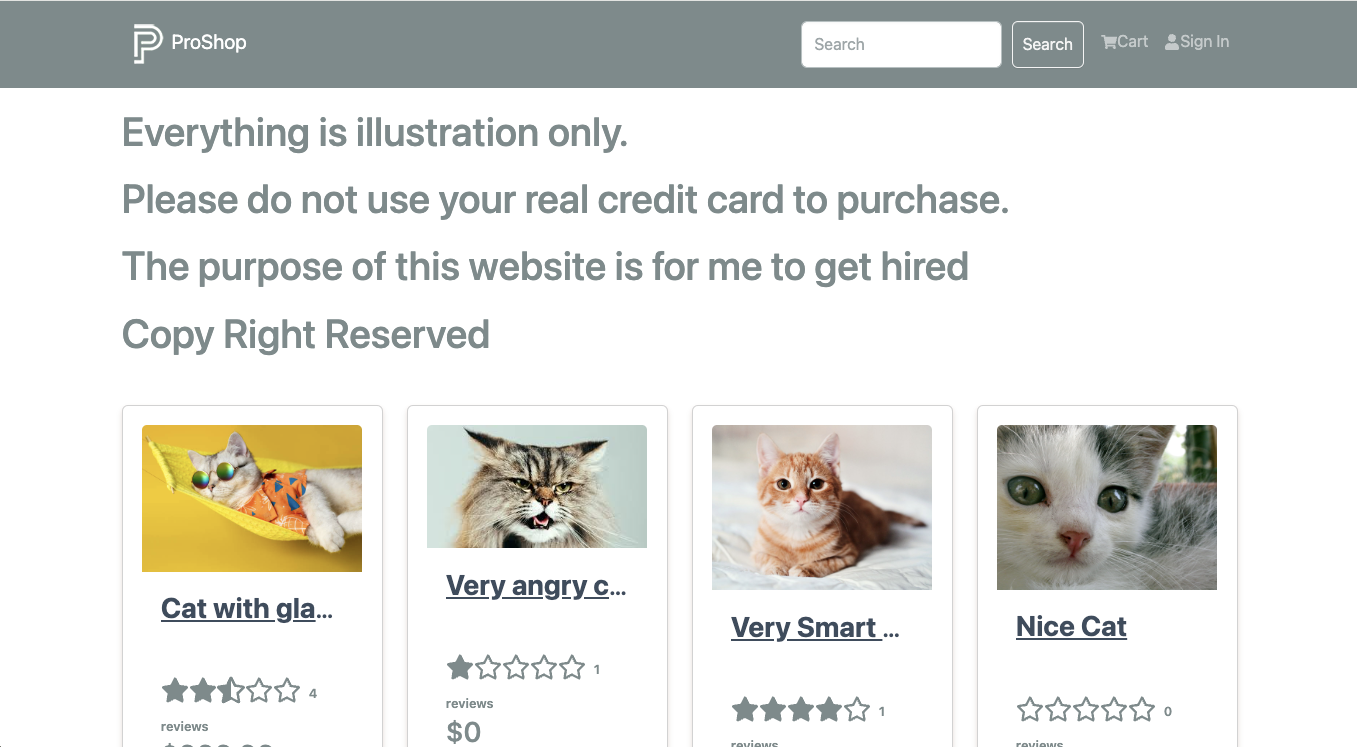 ProShop
Search
Search
Cart
Sign In
Everything is illustration only.
Please do not use your real credit card to purchase.
The purpose of this website is for me to get hired
Copy Right Reserved
Cat with gla...
4
reviews
Very angry c...
1
reviews
$0
Very Smart ...
1
reviews
Nice Cat
0
reviews